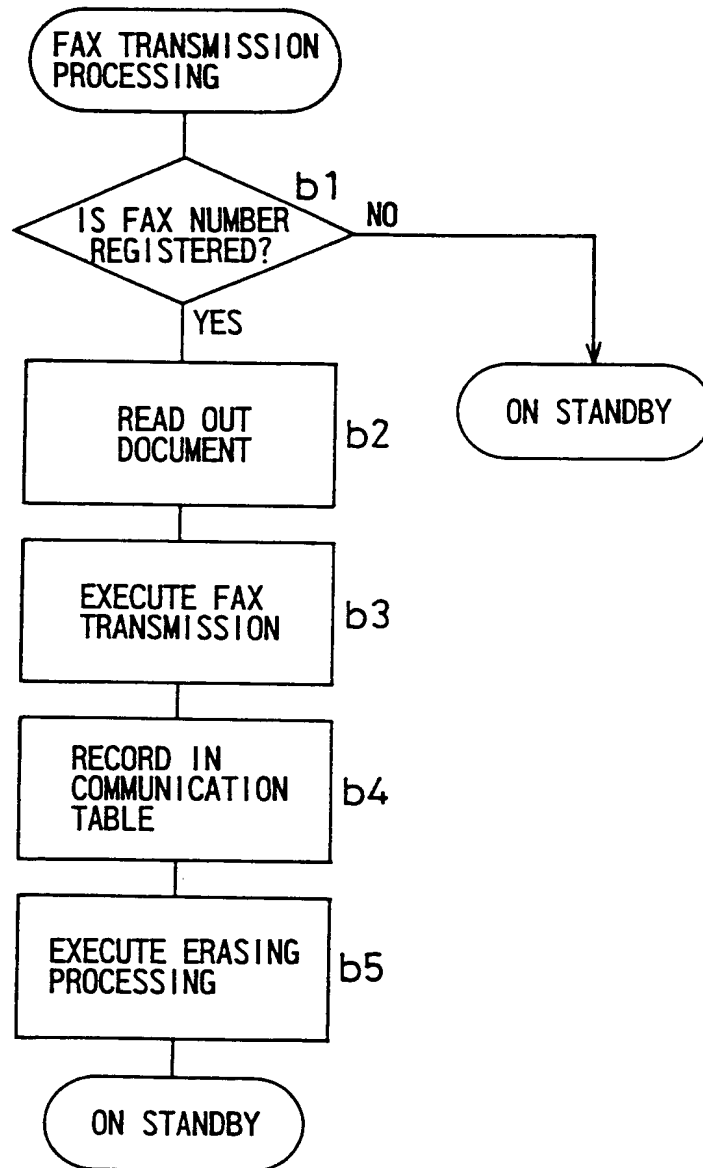 FAX TRANSMISSION
PROCESSING
b1
IS FAX NUMBER
REGISTERED?
NO
YES
READ OUT
DOCUMENT
b2
ON STANDBY
EXECUTE FAX
TRANSMISSION
b3
RECORD IN
COMMUNICATION
TABLE
b4
EXECUTE ERASING
PROCESSING
b5
ON STANDBY